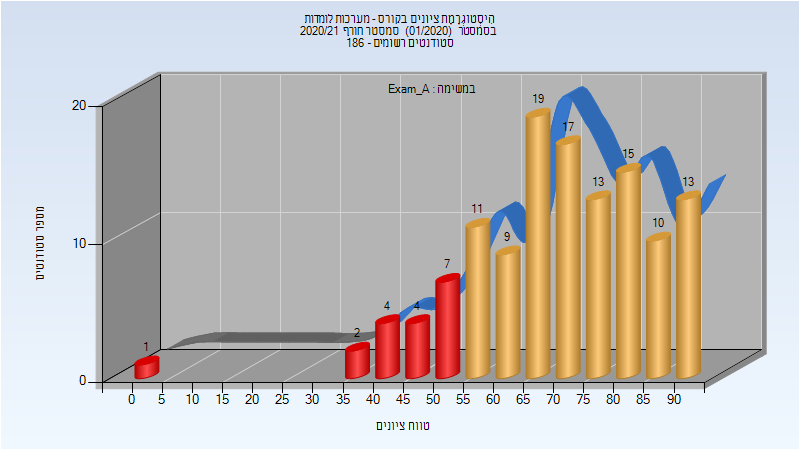 היסטוגרמת ציונים בקורס - מערכות לומדות
בסמסטר (01/2020) סמסטר חורף 2020/21
סטודנטים רשומים - 186
במשימה : Exam_A
מספר סטודנטים
20
10
0
1
2
4
4
7
11
9
19
17
13
15
10
13
0 5 10 15 20 25 30 35 40 45 50 55 60 65 70 75 80 85 90
טווח ציונים